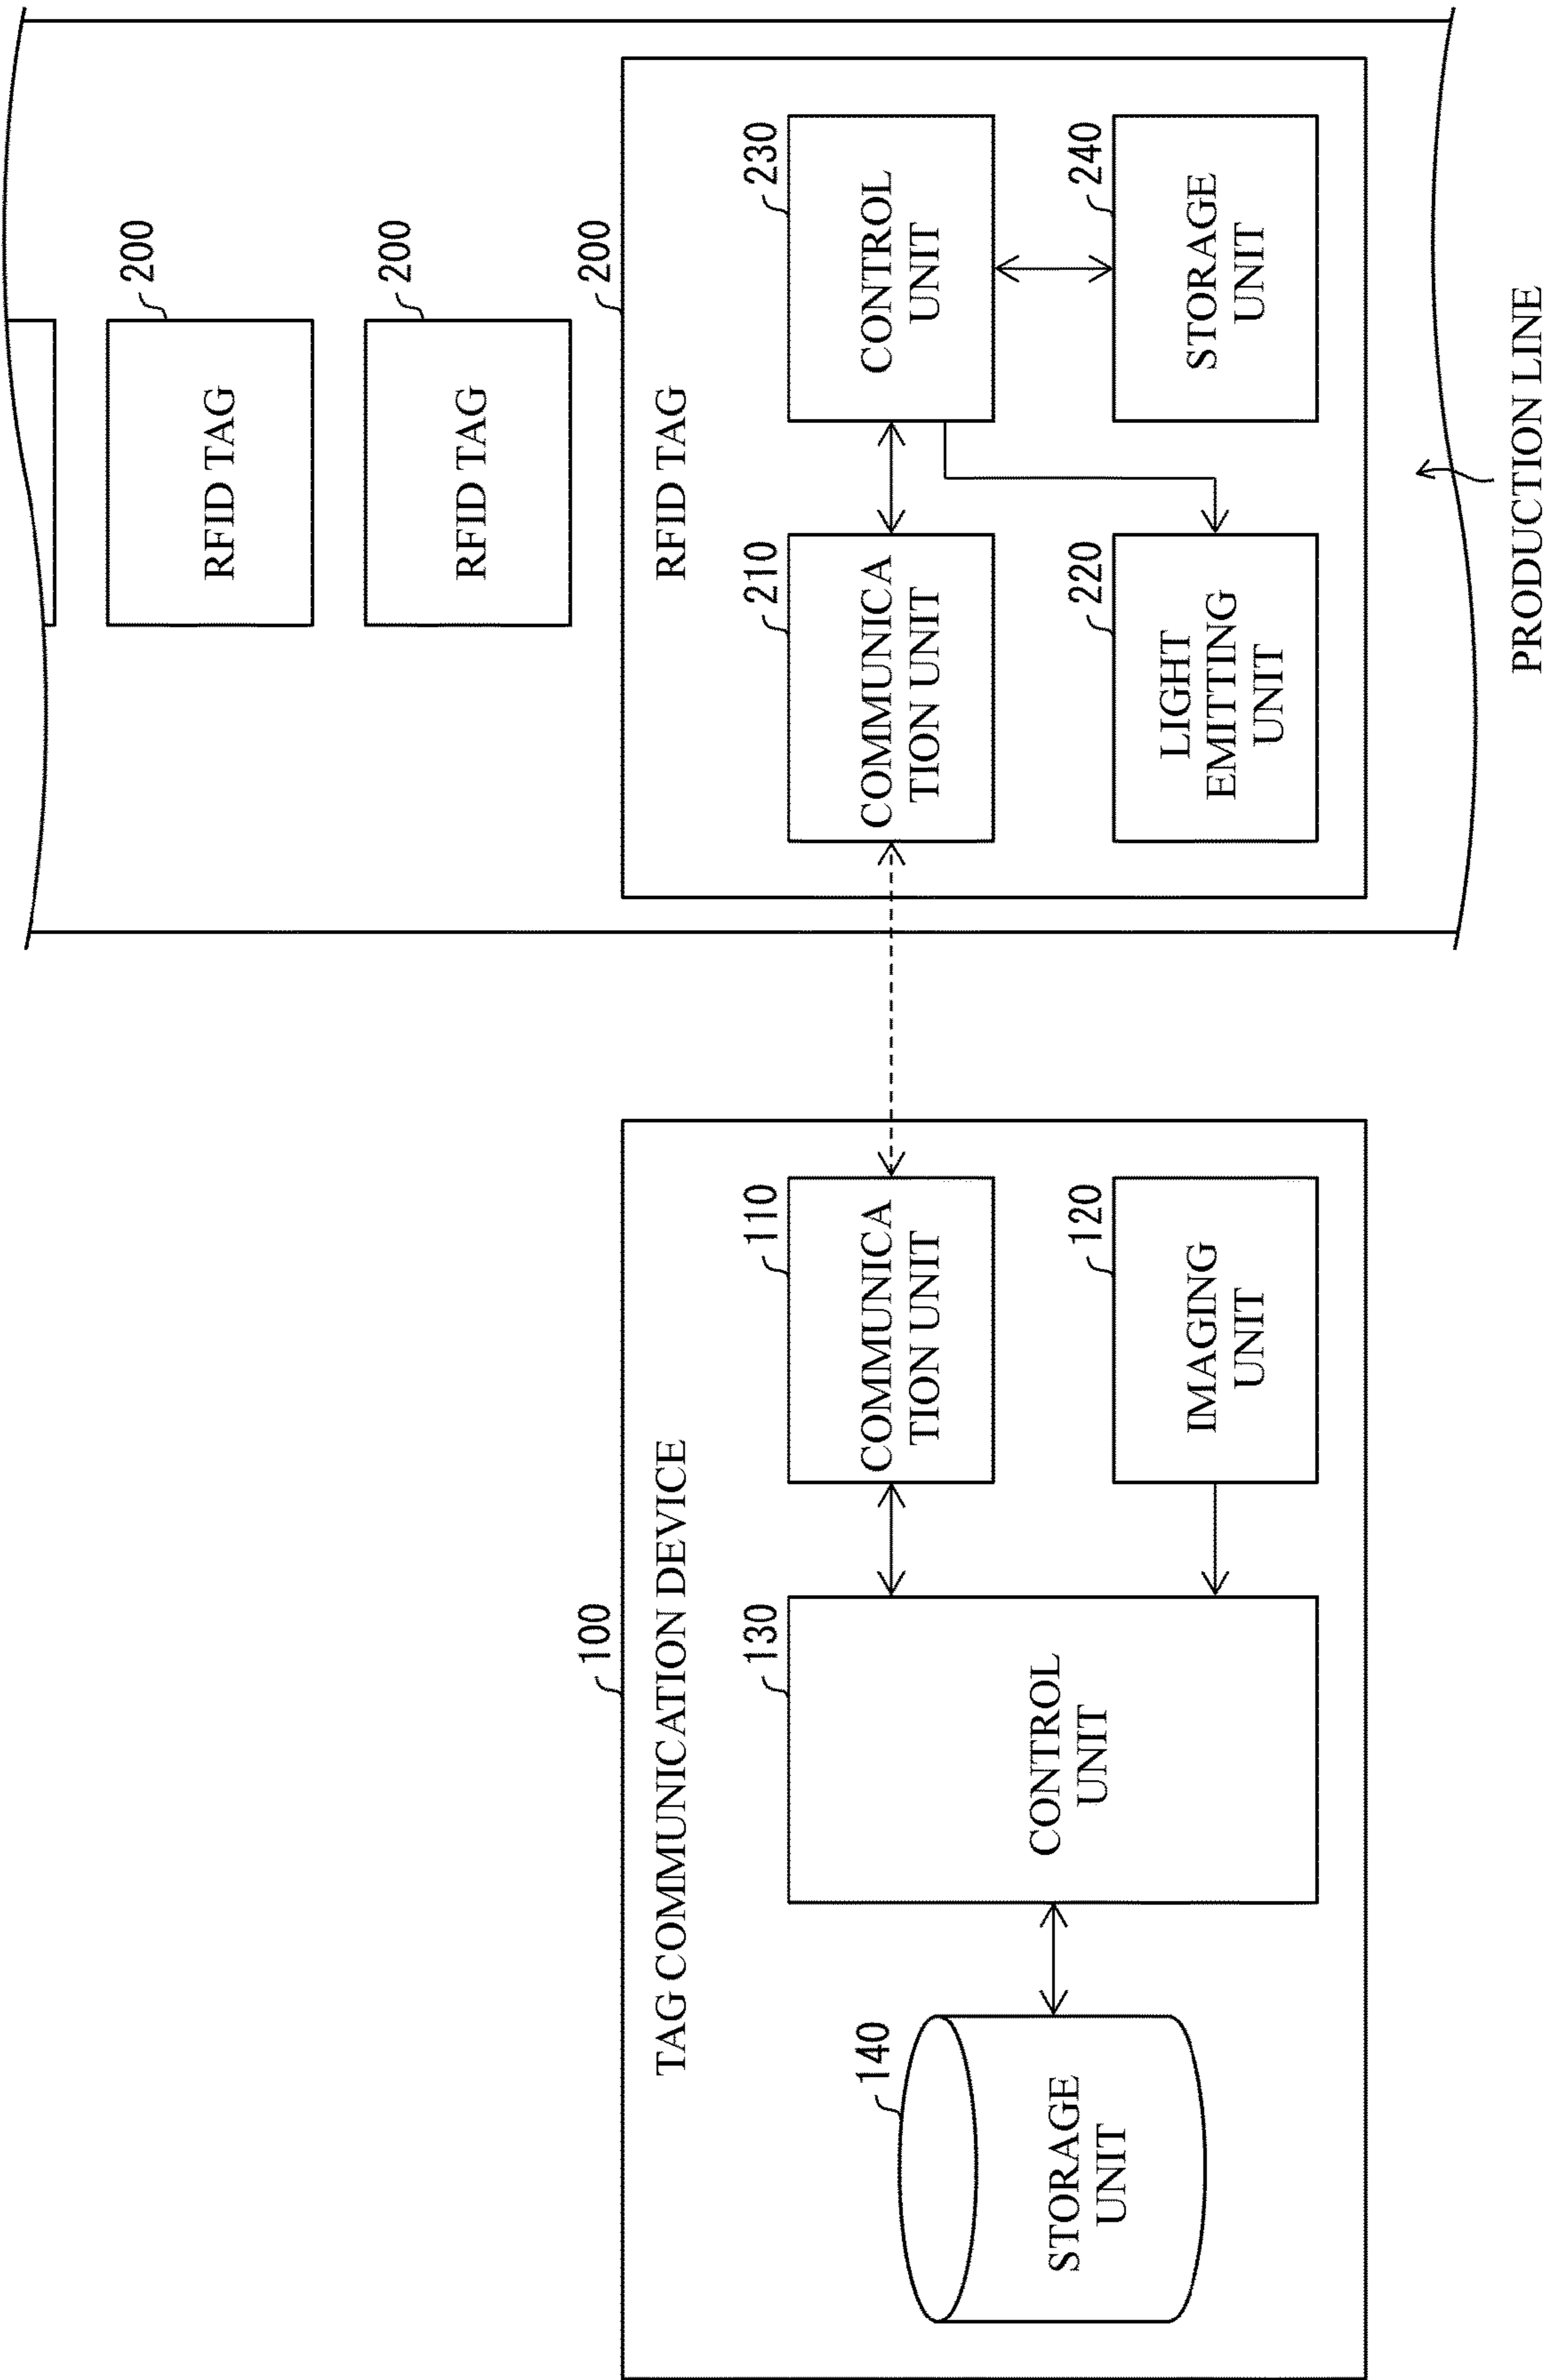 100
TAG COMMUNICATION DEVICE
140
STORAGE
UNIT
130
CONTROL
UNIT
110
COMMUNICA
TION UNIT
120
IMAGING
UNIT
200
RFID TAG
200
RFID TAG
200
RFID TAG
210
COMMUNICA
TION UNIT
230
CONTROL
UNIT
220
LIGHT
EMITTING
UNIT
240
STORAGE
UNIT
PRODUCTION LINE